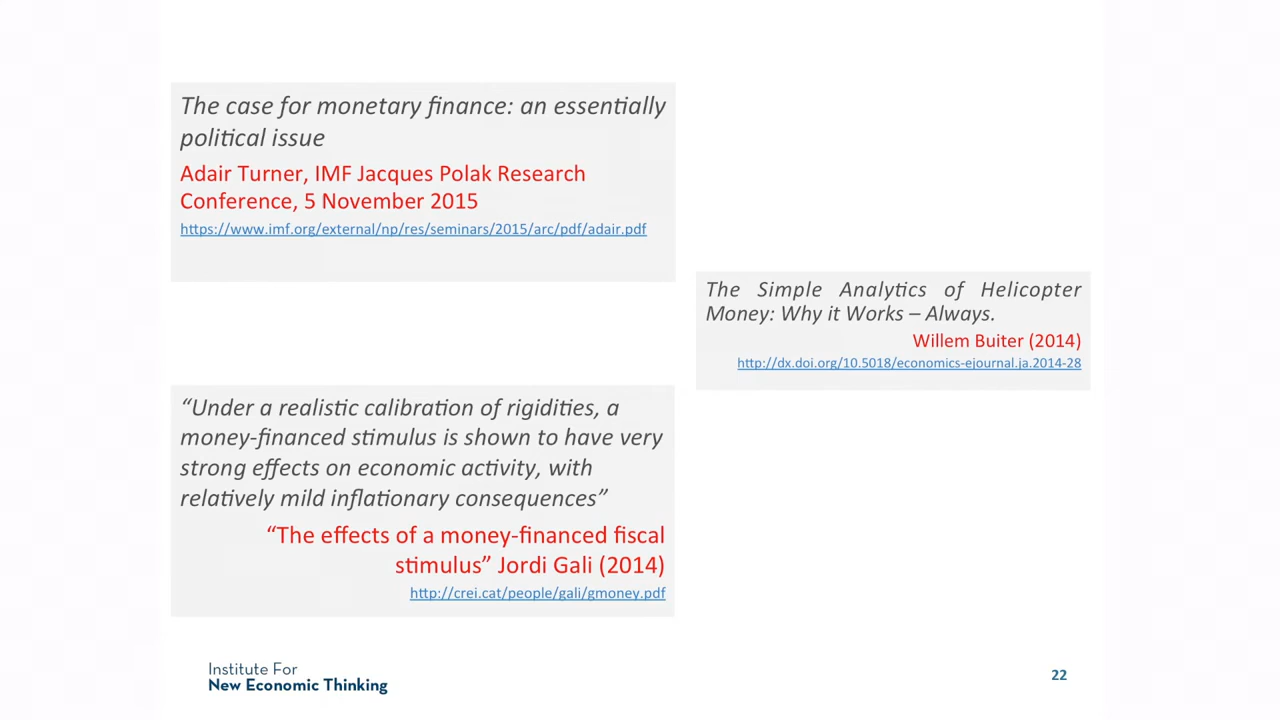 The case for monetary finance: an essentially
political issue
Adair Turner, IMF Jacques Polak Research
Conference, 5 November 2015
https://www.imf.org/external/np/res/seminars/2015/arc/pdf/adair.pdf
The Simple Analytics of Helicopter
Money: Why it Works – Always.
Willem Buiter (2014)
http://dx.doi.org/10.5018/economics-ejournal.ja.2014-28
“Under a realistic calibration of rigidities, a
money-financed stimulus is shown to have very
strong effects on economic activity, with
relatively mild inflationary consequences”
“The effects of a money-financed fiscal
stimulus” Jordi Gali (2014)
http://crei.cat/people/gali/gmoney.pdf
Institute For
New Economic Thinking
22